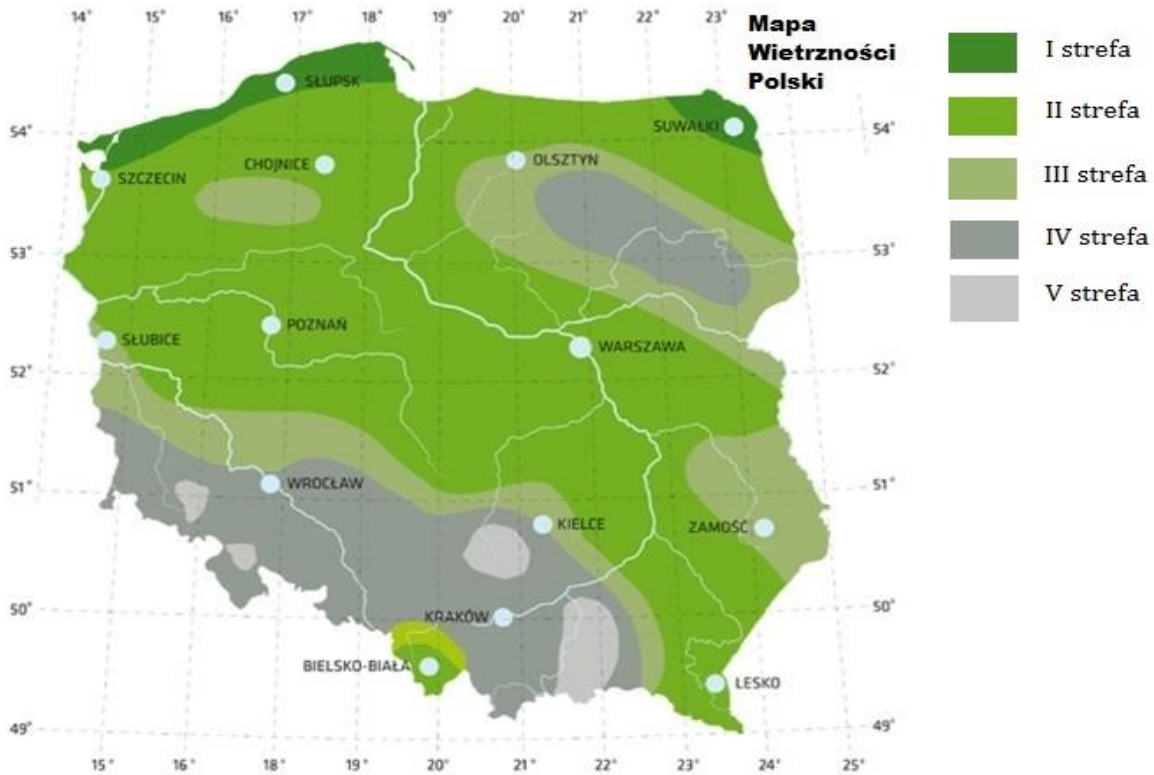 14° 15° 16° 17° 18° 19° 20° 21° 22° 23°
Mapa
Wietrzności
Polski
I strefa
II strefa
III strefa
IV strefa
V strefa
SŁUPSK
54°
SUWAŁKI
54°
CHOJNICE
OLSZTYN
SZCZECIN
53°
53°
POZNAŃ
SŁUBICE
WARSZAWA
52°
52°
WROCŁAW
51°
51°
KIELCE
ZAMOŚĆ
50°
50°
KRAKÓW
BIELSKO-BIAŁA
LESKO
49°
49°
15° 16° 17° 18° 19° 20° 21° 22° 23° 24° 25°